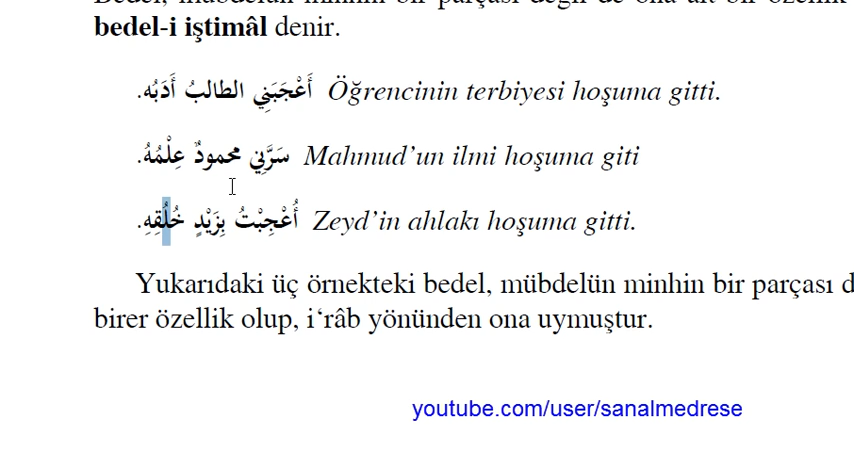 bedel-i iştimâl denir.
أَعْجَبَنِي الطالبُ أَدَبُه. Öğrencinin terbiyesi hoşuma gitti.
سَرَّنِي محمودٌ عِلْمُهُ. Mahmud’un ilmi hoşuma giti
أُعْجِبْتُ بِزَيْدٍ خُلُقِهِ. Zeyd’in ahlakı hoşuma gitti.
Yukarıdaki üç örnekteki bedel, mübdelün minhin bir parçası
birer özellik olup, i‘râb yönünden ona uymuştur.
youtube.com/user/sanalmedrese